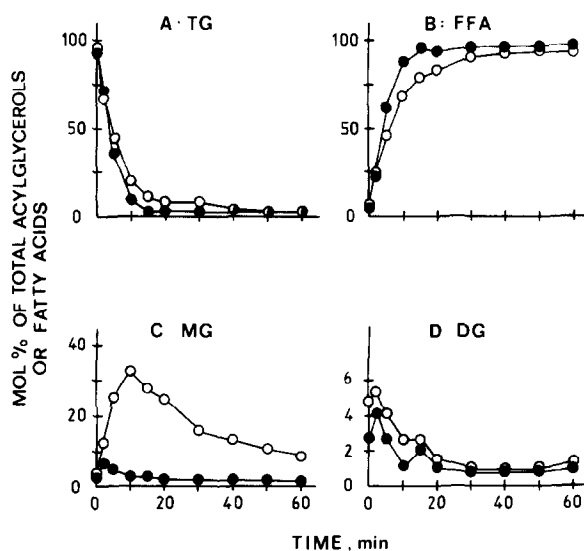 A: TG
B: FFA
100
50
0
100
50
0
MOL % OF TOTAL ACYLGLYCEROLS
OR FATTY ACIDS
C MG
D DG
40
20
0
6
4
2
0
0 20 40 60
0 20 40 60
TIME, min